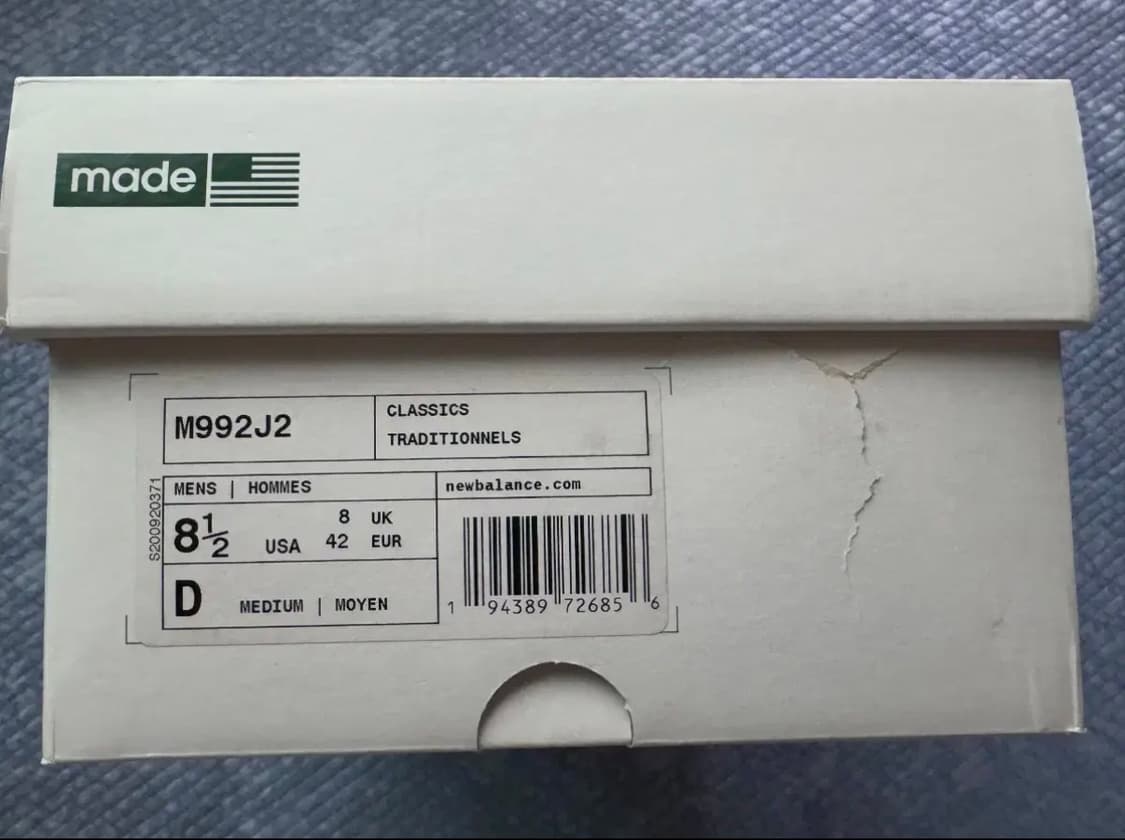 made
M992J2
CLASSICS
TRADITIONNELS
S200920371
MENS | HOMMES
newbalance.com
8½ USA
8 UK
42 EUR
D MEDIUM | MOYEN
1 94389 72685 6